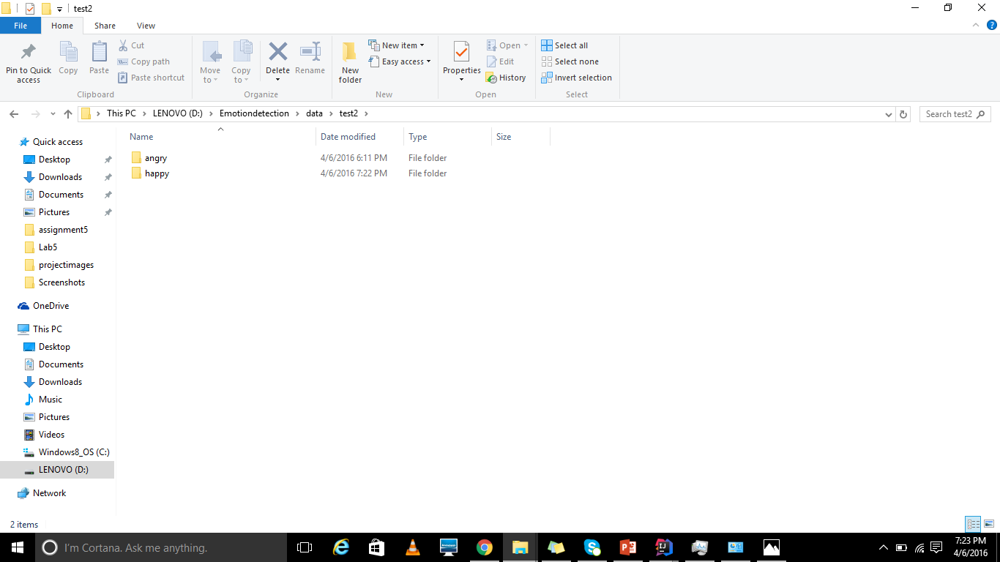 test2
File Home Share View
Pin to Quick access
Copy
Paste
Cut
Copy path
Paste shortcut
Clipboard
Move to
Copy to
Delete
Rename
Organize
New folder
New item
Easy access
New
Properties
Open
Edit
History
Open
Select all
Select none
Invert selection
Select
This PC LENOVO (D:) Emotiondetection data test2
Search test2
Name Date modified Type Size
angry 4/6/2016 6:11 PM File folder
happy 4/6/2016 7:22 PM File folder
Quick access
Desktop
Downloads
Documents
Pictures
assignment5
Lab5
projectimages
Screenshots
OneDrive
This PC
Desktop
Documents
Downloads
Music
Pictures
Videos
Windows8_OS (C:)
LENOVO (D:)
Network
2 items
I'm Cortana. Ask me anything.
7:23 PM
4/6/2016